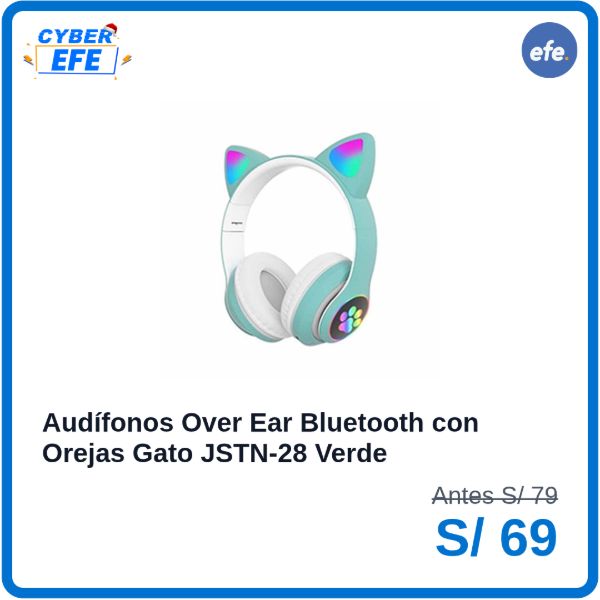 CYBER
EFE
efe.
Audífonos Over Ear Bluetooth con
Orejas Gato JSTN-28 Verde
Antes S/ 79
S/ 69